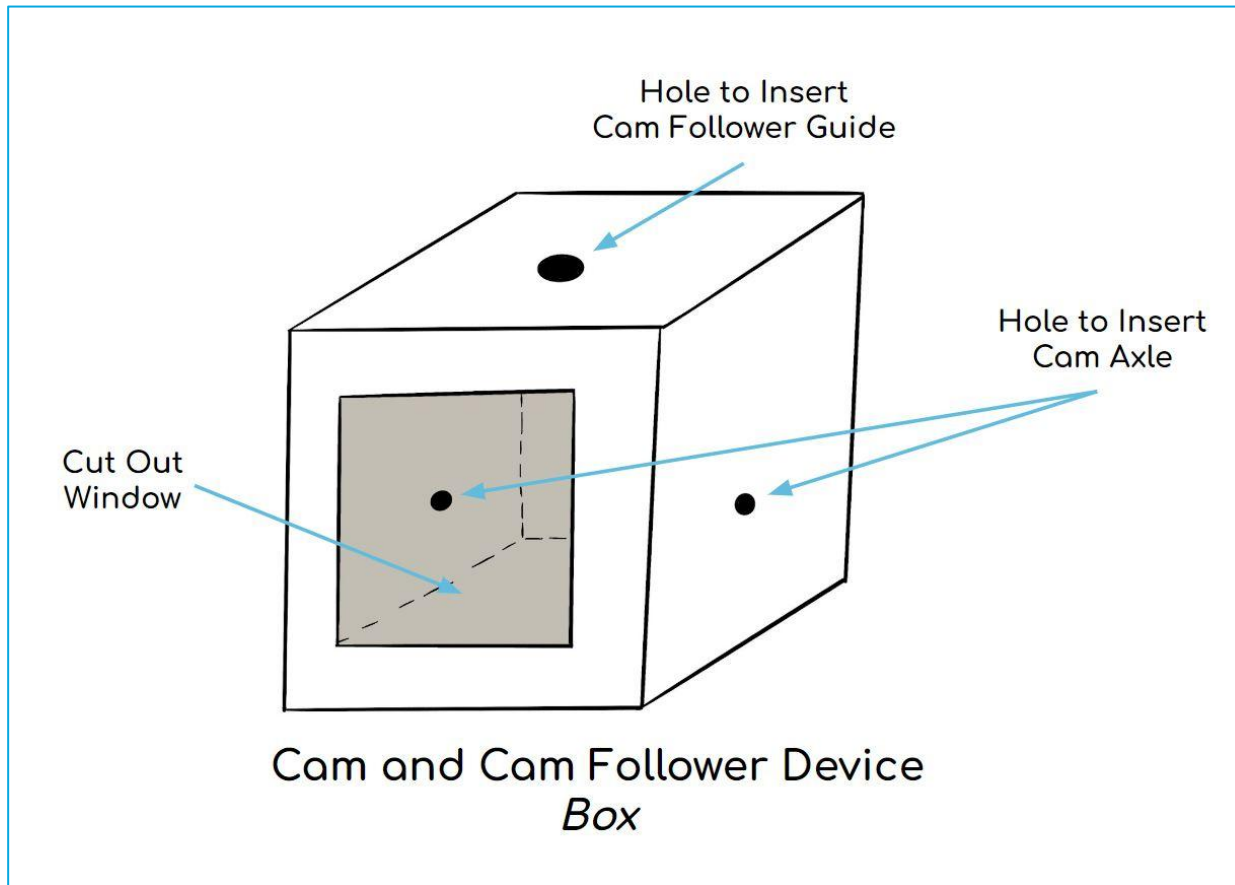 Hole to Insert
Cam Follower Guide
Hole to Insert
Cam Axle
Cut Out
Window
Cam and Cam Follower Device
Box